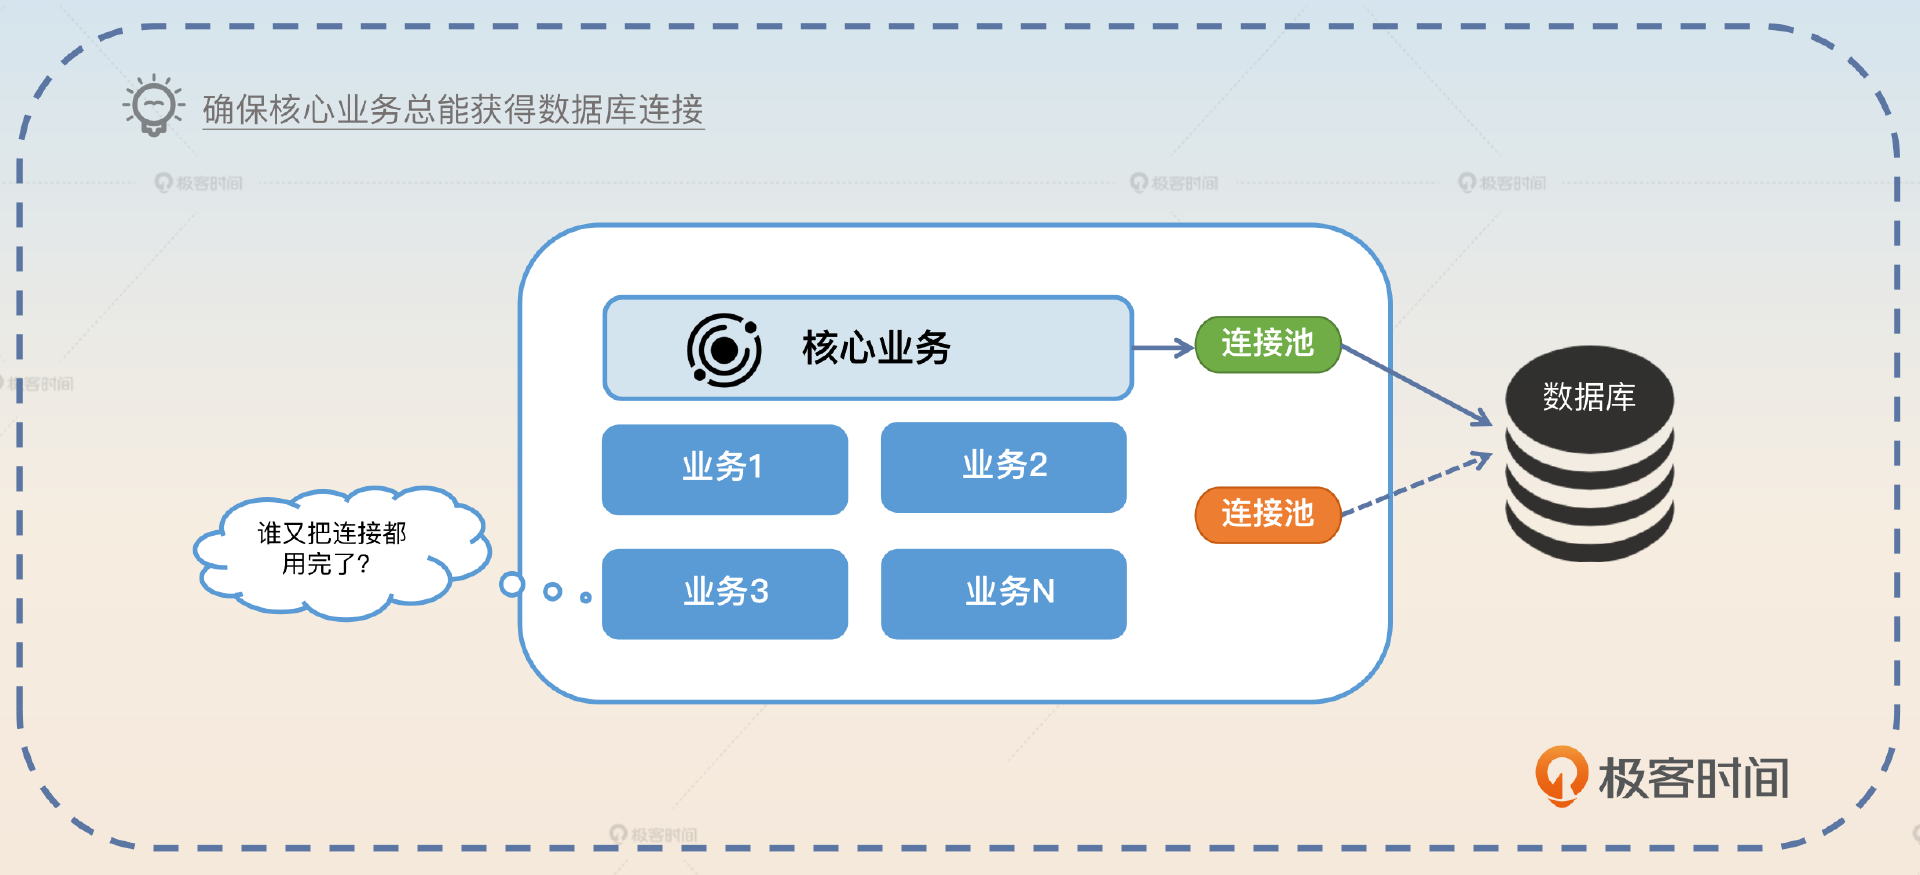 确保核心业务总能获得数据库连接
极客时间
极客时间
极客时间
核心业务
连接池
数据库
极客时间
业务1
业务2
连接池
谁又把连接都
用完了?
业务3
业务N
极客时间
极客时间